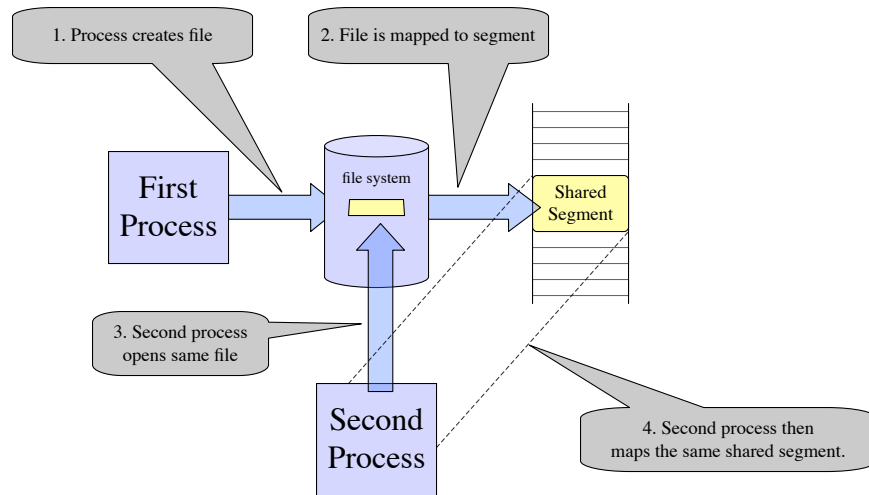 1. Process creates file
2. File is mapped to segment
First
Process
file system
Shared
Segment
3. Second process
opens same file
Second
Process
4. Second process then
maps the same shared segment.